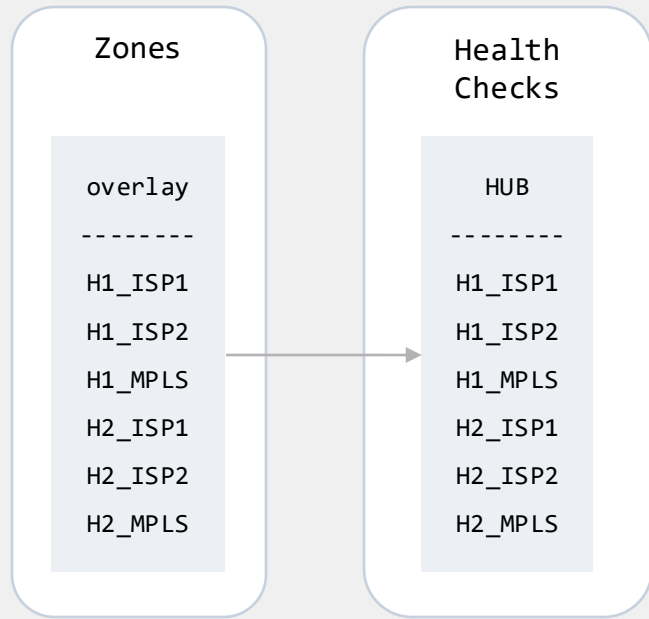 Zones
overlay
--------
H1_ISP1
H1_ISP2
H1_MPLS
H2_ISP1
H2_ISP2
H2_MPLS
Health
Checks
HUB
--------
H1_ISP1
H1_ISP2
H1_MPLS
H2_ISP1
H2_ISP2
H2_MPLS